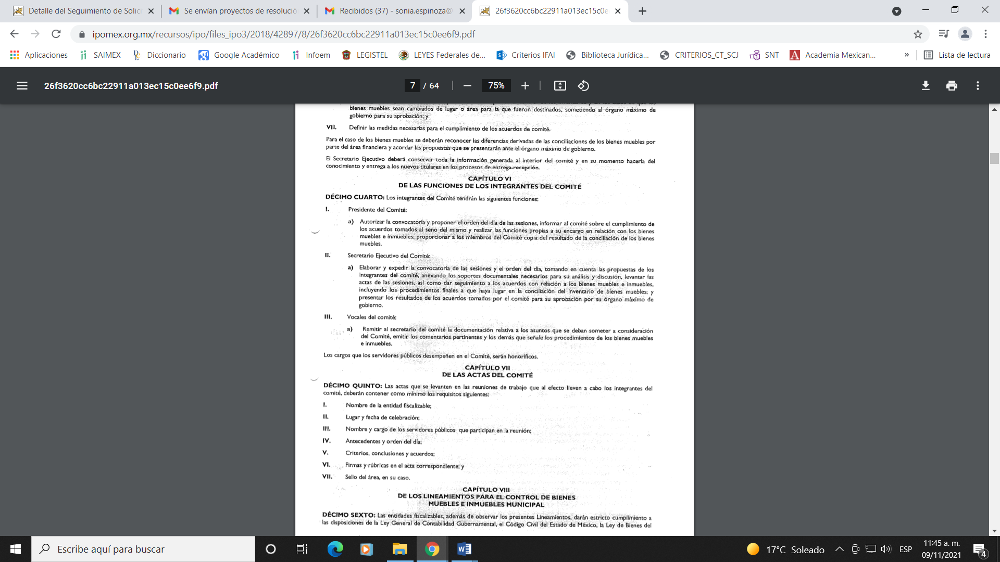 Detalle del Seguimiento de Solici
Se envían proyectos de resolució
Recibidos (37) - sonia.espinoza@
26f3620cc6bc22911a013ec15c0e
ipomex.org.mx/recursos/ipo/files_ipo3/2018/42897/8/26f3620cc6bc22911a013ec15c0ee6f9.pdf
Aplicaciones SAIMEX Diccionario Google Académico Infoem LEGISTEL LEYES Federales de... Criterios IFAI Biblioteca Jurídica... CRITERIOS_CT_SCJ SNT Academia Mexican... » Lista de lectura
26f3620cc6bc22911a013ec15c0ee6f9.pdf 7 / 64 75%
bienes muebles sean cambiados de lugar o área para la que fueron destinados, sometiendo al órgano máximo de
gobierno para su aprobación; y
VII. Definir las medidas necesarias para el cumplimiento de los acuerdos de comité.
Para el caso de los bienes muebles se deberán reconocer las diferencias derivadas de las conciliaciones de los bienes muebles por
parte del área financiera y acordar las propuestas que se presentarán ante el órgano máximo de gobierno.
El Secretario Ejecutivo deberá conservar toda la información generada al interior del comité y en su momento hacerla del
conocimiento y entrega a los nuevos titulares en los procesos de entrega-recepción.
CAPÍTULO VI
DE LAS FUNCIONES DE LOS INTEGRANTES DEL COMITÉ
DÉCIMO CUARTO: Los integrantes del Comité tendrán las siguientes funciones:
I. Presidente del Comité:
a) Autorizar la convocatoria y proponer el orden del día de las sesiones, informar al comité sobre el cumplimiento de
los acuerdos tomados al seno del mismo y realizar las funciones propias a su encargo en relación con los bienes
muebles e inmuebles; proporcionar a los miembros del Comité copia del resultado de la conciliación de los bienes
muebles.
II. Secretario Ejecutivo del Comité:
a) Elaborar y expedir la convocatoria de las sesiones y el orden del día, tomando en cuenta las propuestas de los
integrantes del comité, anexando los soportes documentales necesarios para su análisis y discusión, levantar las
actas de las sesiones, así como dar seguimiento a los acuerdos con relación a los bienes muebles e inmuebles,
incluyendo los procedimientos finales a que haya lugar en la conciliación del inventario de bienes muebles; y
presentar los resultados de los acuerdos tomados por el comité para su aprobación por su órgano máximo de
gobierno.
III. Vocales del comité:
a) Remitir al secretario del comité la documentación relativa a los asuntos que se deban someter a consideración
del Comité, emitir los comentarios pertinentes y los demás que señale los procedimientos de los bienes muebles
e inmuebles.
Los cargos que los servidores públicos desempeñen en el Comité, serán honoríficos.
CAPÍTULO VII
DE LAS ACTAS DEL COMITÉ
DÉCIMO QUINTO: Las actas que se levanten en las reuniones de trabajo que al efecto lleven a cabo los integrantes del
comité, deberán contener como mínimo los requisitos siguientes:
I. Nombre de la entidad fiscalizable;
II. Lugar y fecha de celebración;
III. Nombre y cargo de los servidores públicos que participan en la reunión;
IV. Antecedentes y orden del día;
V. Criterios, conclusiones y acuerdos;
VI. Firmas y rúbricas en el acta correspondiente; y
VII. Sello del área, en su caso.
CAPÍTULO VIII
DE LOS LINEAMIENTOS PARA EL CONTROL DE BIENES
MUEBLES E INMUEBLES MUNICIPAL
DÉCIMO SEXTO: Las entidades fiscalizables, además de observar los presentes Lineamientos, darán estricto cumplimiento a
las disposiciones de la Ley General de Contabilidad Gubernamental, el Código Civil del Estado de México, la Ley de Bienes del
Escribe aquí para buscar
17°C Soleado
ESP
11:45 a. m.
09/11/2021
4